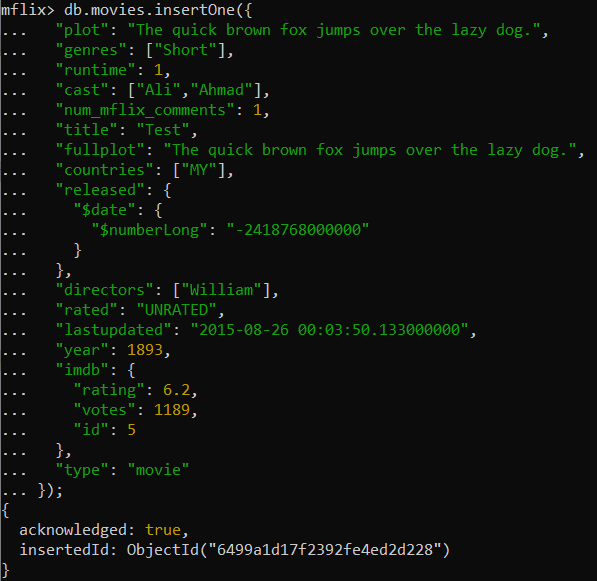 mflix> db.movies.insertOne({
...   "plot": "The quick brown fox jumps over the lazy dog.",
...   "genres": ["Short"],
...   "runtime": 1,
...   "cast": ["Ali","Ahmad"],
...   "num_mflix_comments": 1,
...   "title": "Test",
...   "fullplot": "The quick brown fox jumps over the lazy dog.",
...   "countries": ["MY"],
...   "released": {
...     "$date": {
...       "$numberLong": "-2418768000000"
...     }
...   },
...   "directors": ["William"],
...   "rated": "UNRATED",
...   "lastupdated": "2015-08-26 00:03:50.133000000",
...   "year": 1893,
...   "imdb": {
...     "rating": 6.2,
...     "votes": 1189,
...     "id": 5
...   },
...   "type": "movie"
... });
{
  acknowledged: true,
  insertedId: ObjectId("6499a1d17f2392fe4ed2d228")
}